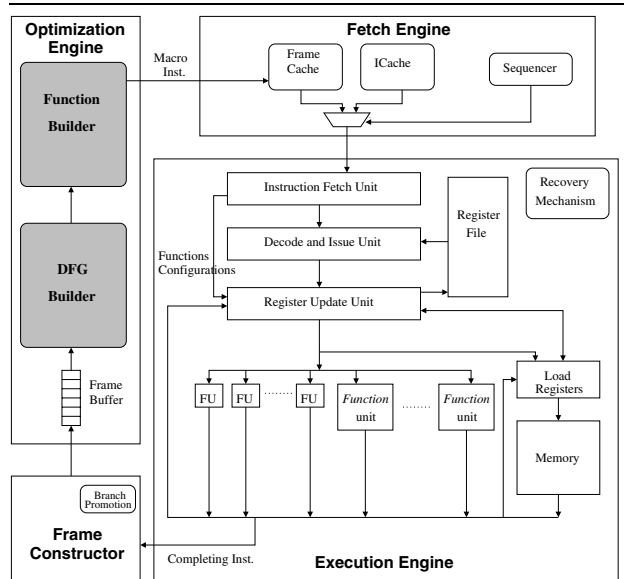 Optimization
Engine
Function
Builder
DFG
Builder
Frame
Buffer
Macro
Inst.
Fetch Engine
Frame
Cache
ICache
Sequencer
Instruction Fetch Unit
Recovery
Mechanism
Register
File
Decode and Issue Unit
Functions
Configurations
Register Update Unit
FU
FU
........
FU
Function
unit
........
Function
unit
Load
Registers
Memory
Branch
Promotion
Frame
Constructor
Completing Inst.
Execution Engine